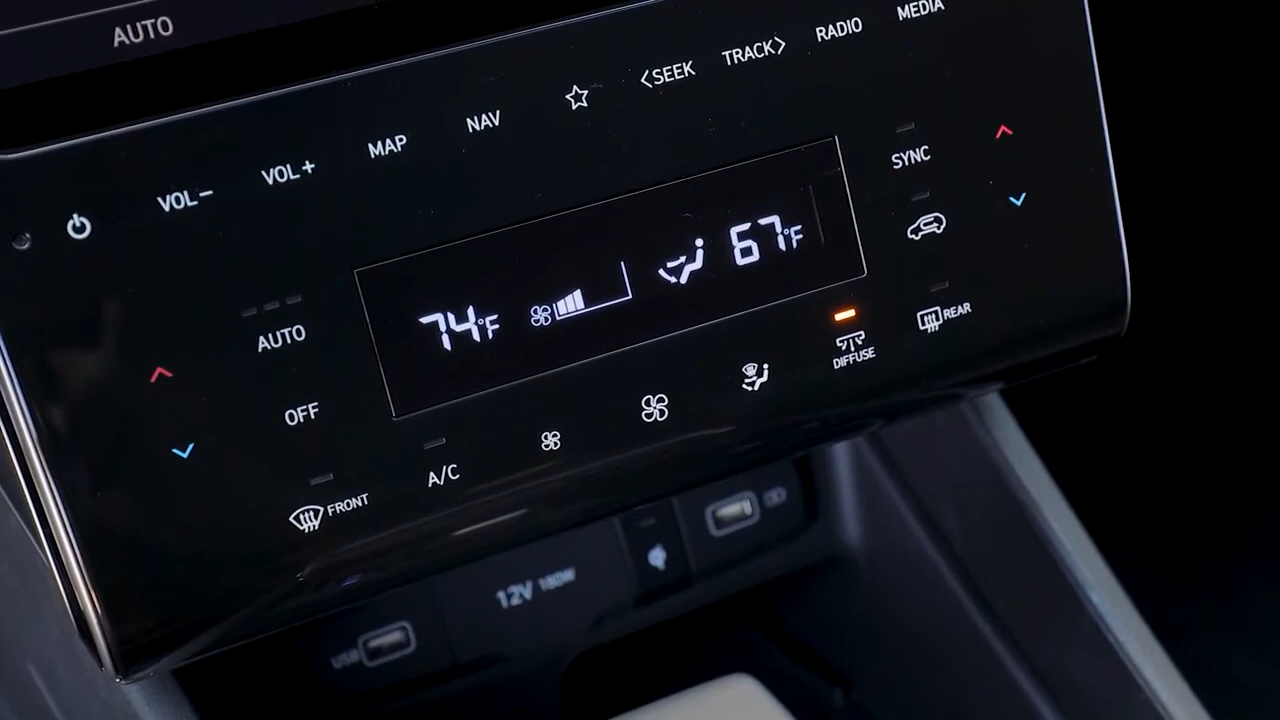 AUTO
VOL−
VOL+
MAP
NAV
<SEEK
TRACK>
RADIO
MEDIA
SYNC
AUTO
74°F
67°F
OFF
REAR
DIFFUSE
A/C
FRONT
12V 180W
USB